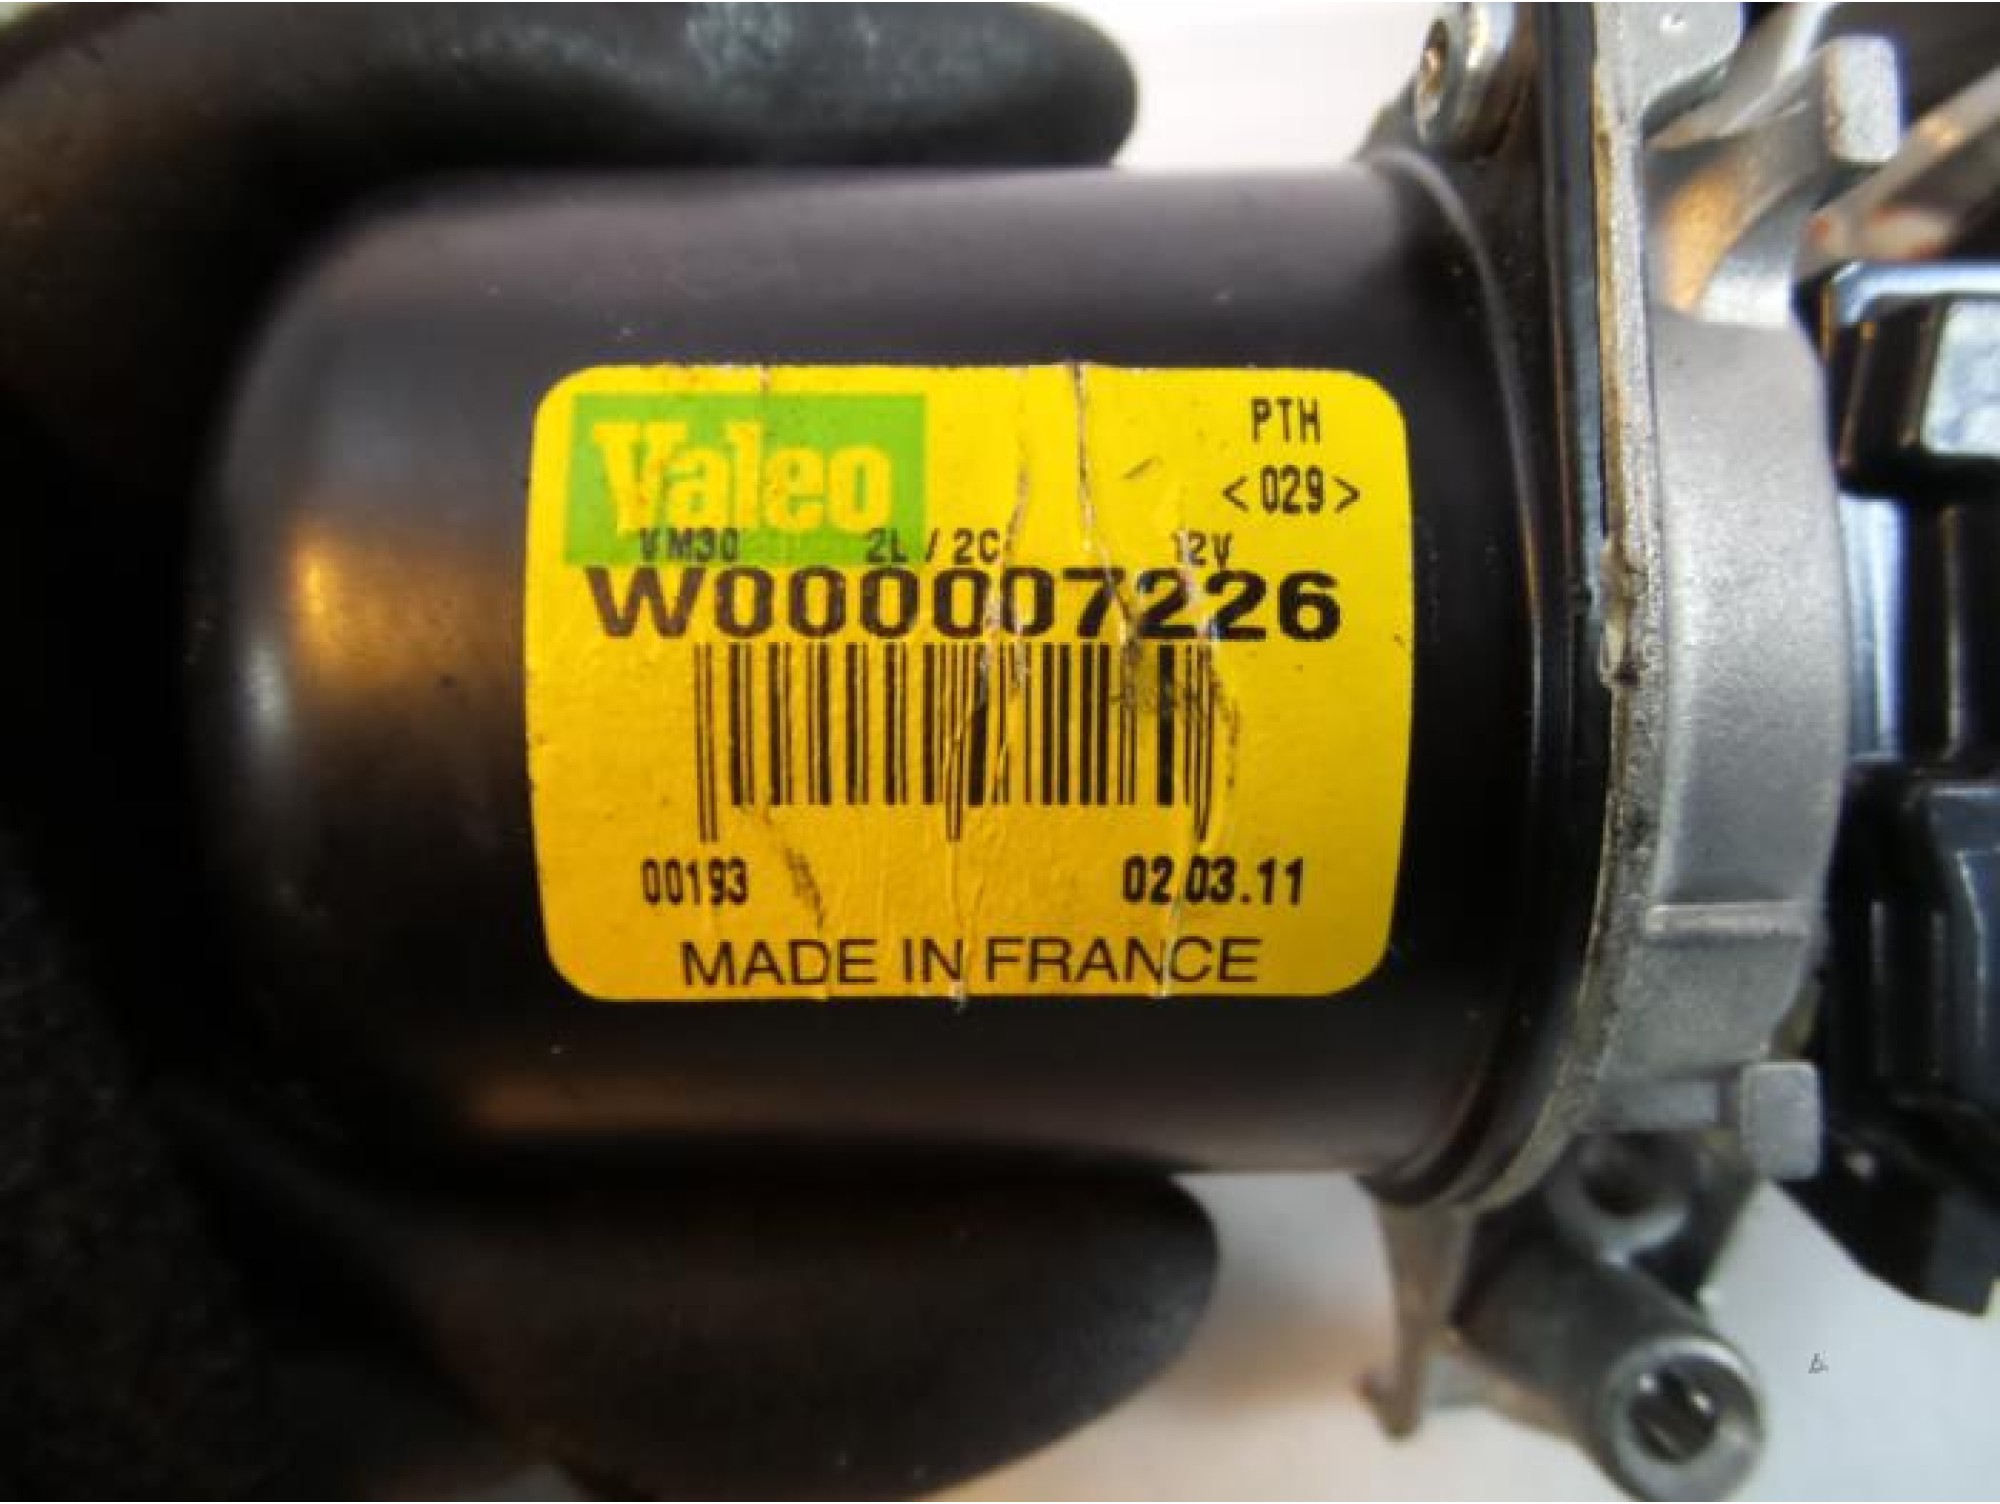 Valeo
PTH
<029>
VM30 2L / 2C 12V
W000007226
00193 02.03.11
MADE IN FRANCE